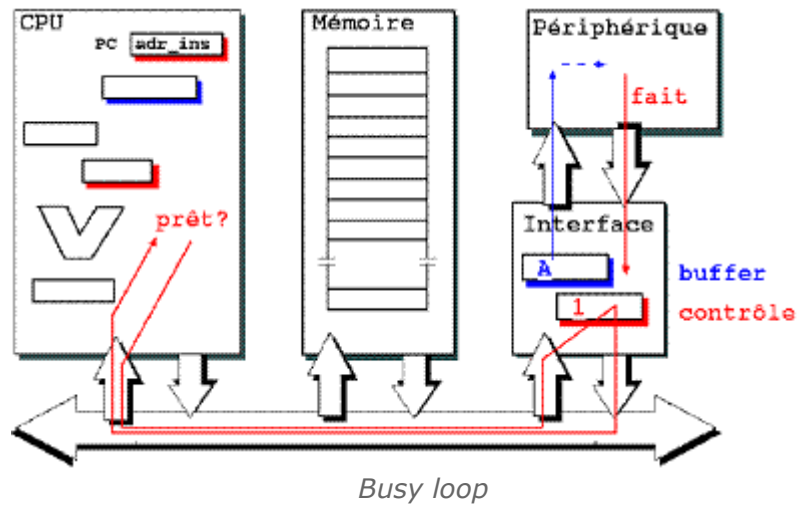 CPU
PC adr_ins
prêt?
Mémoire
Périphérique
fait
Interface
A
buffer
1
contrôle
Busy loop